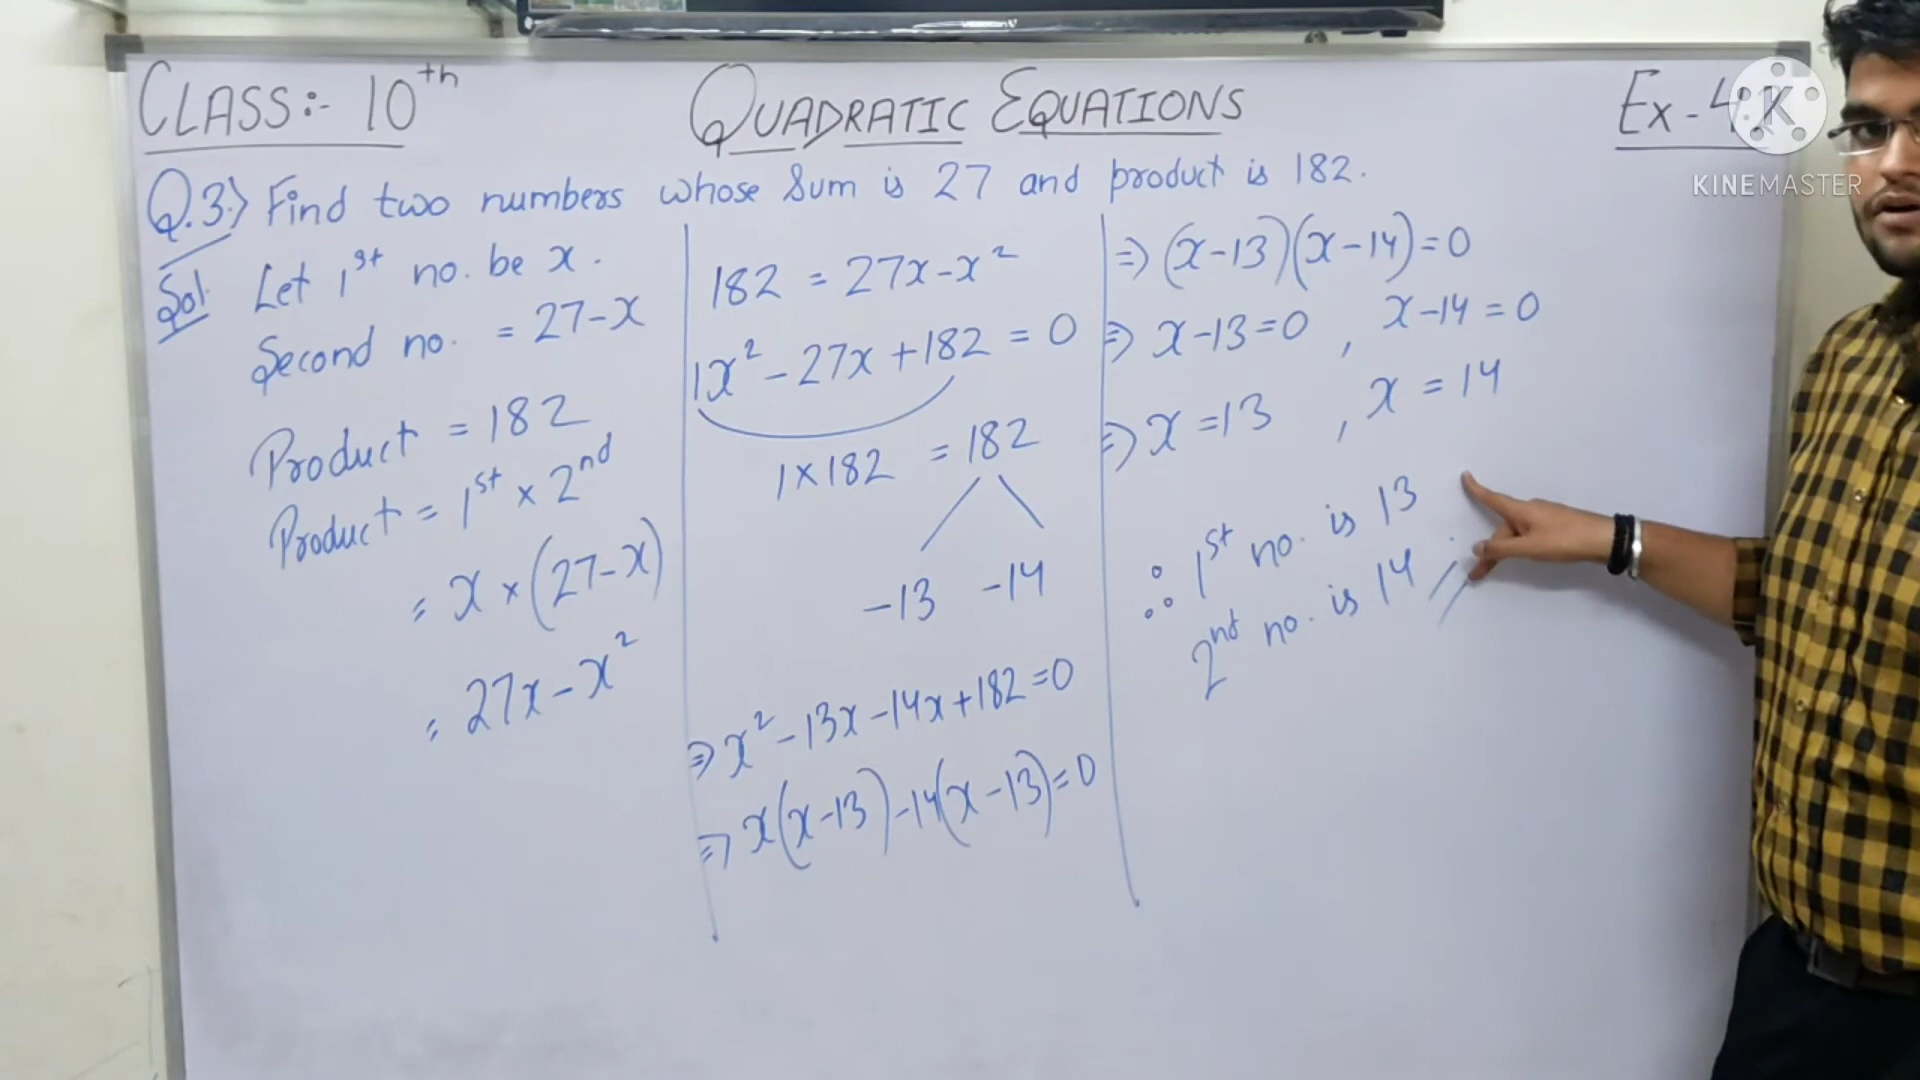 CLASS:- 10th
QUADRATIC EQUATIONS
Ex-4
K
KINEMASTER
Q.3) Find two numbers whose Sum is 27 and product is 182.
Sol. Let 1st no. be x.
Second no. = 27-x
Product = 182
Product = 1st × 2nd
= x × (27-x)
= 27x - x²
182 = 27x - x²
1x² - 27x + 182 = 0
1 × 182 = 182
-13 -14
⇒ x² - 13x - 14x + 182 = 0
⇒ x(x-13) - 14(x-13) = 0
⇒ (x-13)(x-14) = 0
⇒ x-13=0 , x-14=0
⇒ x=13 , x = 14
∴ 1st no. is 13
2nd no. is 14